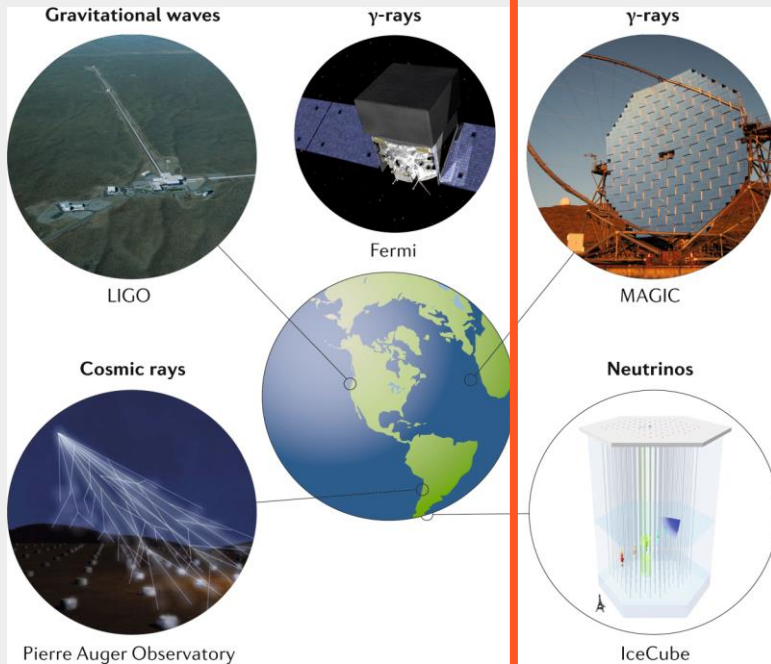 Gravitational waves
γ-rays
γ-rays
LIGO
Fermi
MAGIC
Cosmic rays
Neutrinos
Pierre Auger Observatory
IceCube